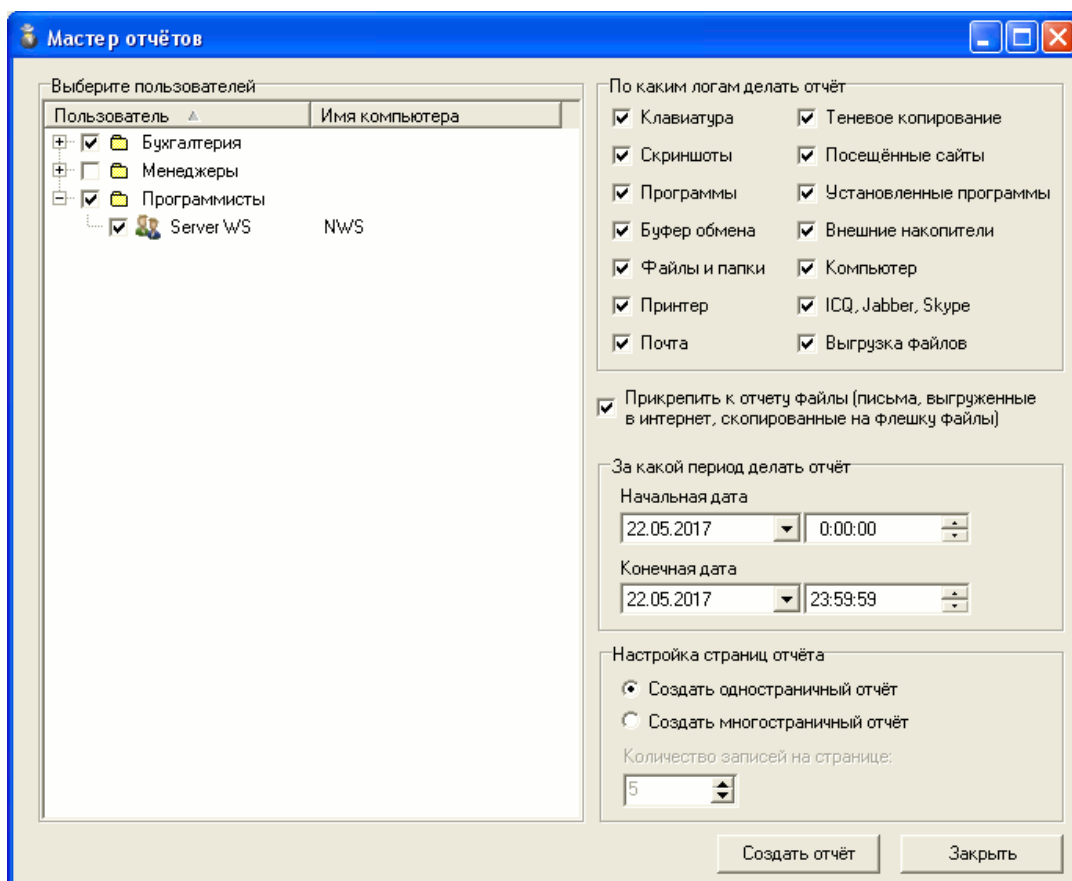 Мастер отчётов
Выберите пользователей
Пользователь Имя компьютера
Бухгалтерия
Менеджеры
Программисты
Server WS NWS
По каким логам делать отчёт
Клавиатура Теневое копирование
Скриншоты Посещённые сайты
Программы Установленные программы
Буфер обмена Внешние накопители
Файлы и папки Компьютер
Принтер ICQ, Jabber, Skype
Почта Выгрузка файлов
Прикрепить к отчету файлы (письма, выгруженные
в интернет, скопированные на флешку файлы)
За какой период делать отчёт
Начальная дата
22.05.2017 0:00:00
Конечная дата
22.05.2017 23:59:59
Настройка страниц отчёта
Создать одностраничный отчёт
Создать многостраничный отчёт
Количество записей на странице:
5
Создать отчёт Закрыть